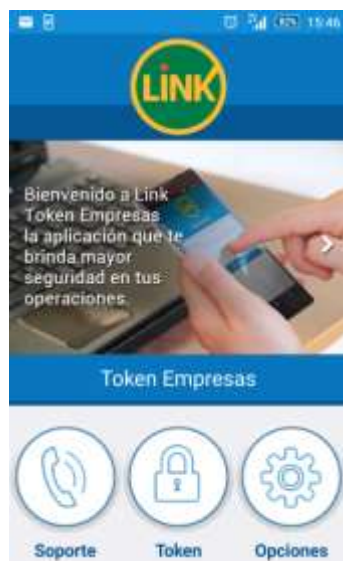 15:46
LINK
Bienvenido a Link
Token Empresas
la aplicación que te
brinda mayor
seguridad en tus
operaciones.
Token Empresas
Soporte
Token
Opciones